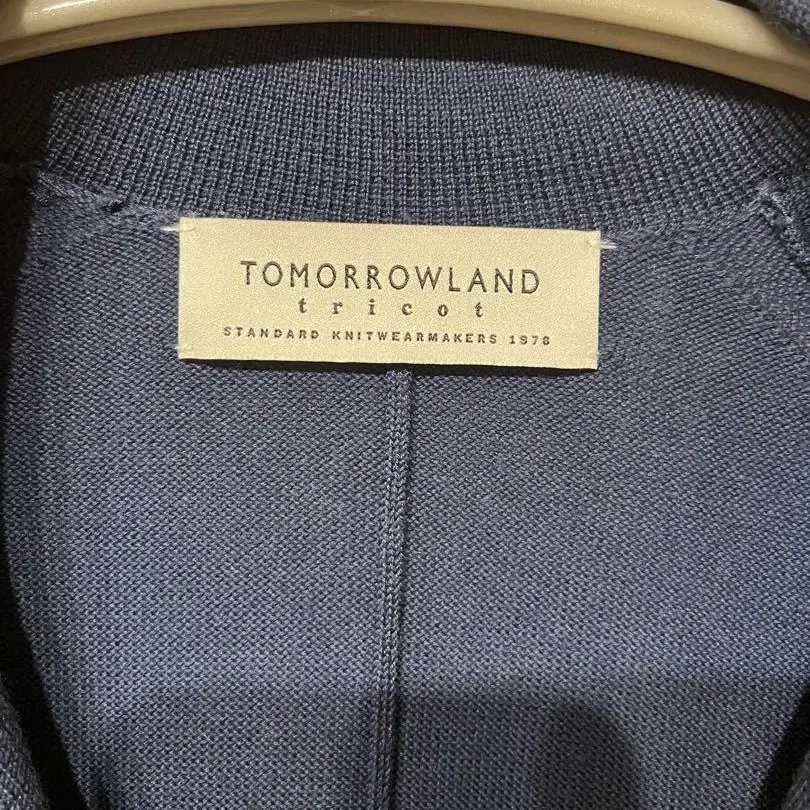 TOMORROWLAND
tricot
STANDARD KNITWEARMAKERS 1978